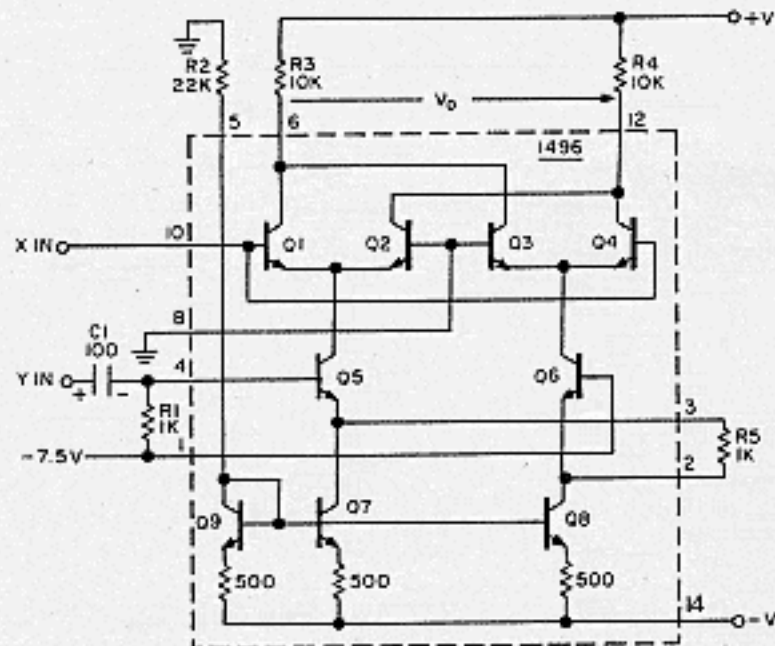 +V
R2
22K
R3
10K
R4
10K
V₀
5
6
12
1496
X IN
10
Q1
Q2
Q3
Q4
8
C1
100
4
Y IN
+
-
Q5
Q6
R1
1K
3
R5
1K
1
-7.5V
2
Q9
Q7
Q8
500
500
500
14
-V